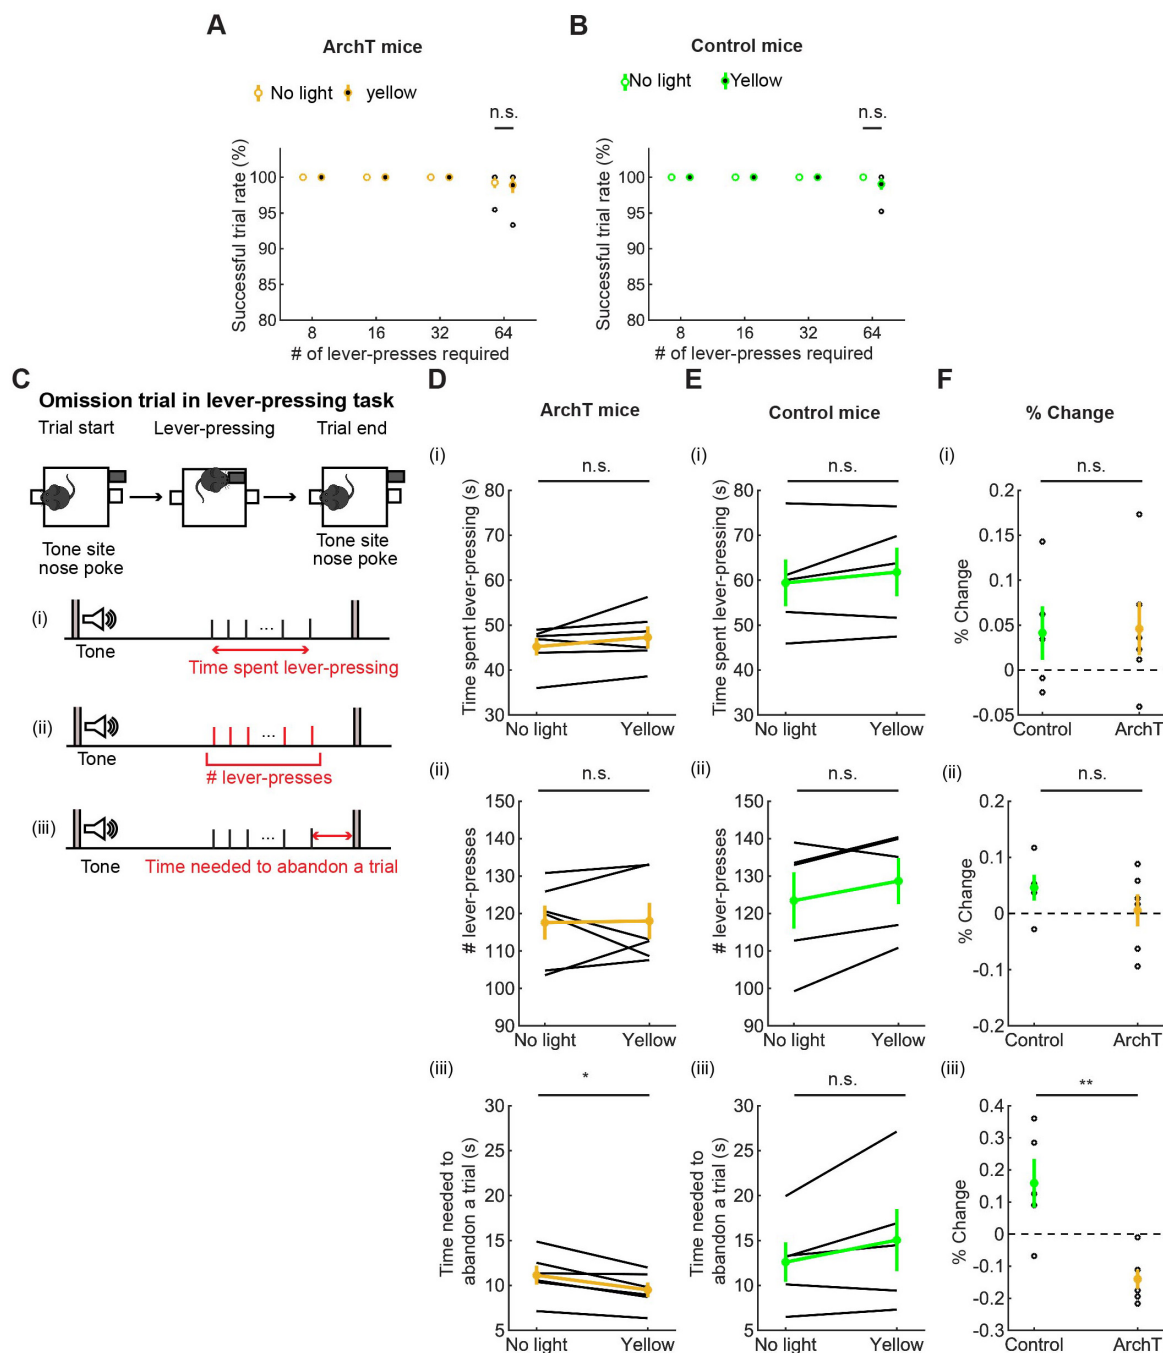 A
ArchT mice
No light
yellow
n.s.
Successful trial rate (%)
100
95
90
85
80
8
16
32
64
# of lever-presses required
B
Control mice
No light
Yellow
n.s.
Successful trial rate (%)
100
95
90
85
80
8
16
32
64
# of lever-presses required
C
Omission trial in lever-pressing task
Trial start
Lever-pressing
Trial end
Tone site
nose poke
Tone site
nose poke
(i)
...
Tone
Time spent lever-pressing
(ii)
...
Tone
# lever-presses
(iii)
...
Tone
Time needed to abandon a trial
D
ArchT mice
(i)
n.s.
Time spent lever-pressing (s)
80
70
60
50
40
30
No light
Yellow
(ii)
n.s.
# lever-presses
150
140
130
120
110
100
90
No light
Yellow
(iii)
*
Time needed to
abandon a trial (s)
30
25
20
15
10
5
No light
Yellow
E
Control mice
(i)
n.s.
Time spent lever-pressing (s)
80
70
60
50
40
30
No light
Yellow
(ii)
n.s.
# lever-presses
150
140
130
120
110
100
90
No light
Yellow
(iii)
n.s.
Time needed to
abandon a trial (s)
30
25
20
15
10
5
No light
Yellow
F
% Change
(i)
n.s.
% Change
0.2
0.15
0.1
0.05
0
-0.05
Control
ArchT
(ii)
n.s.
% Change
0.2
0.1
0
-0.1
-0.2
Control
ArchT
(iii)
**
% Change
0.4
0.3
0.2
0.1
0
-0.1
-0.2
-0.3
Control
ArchT